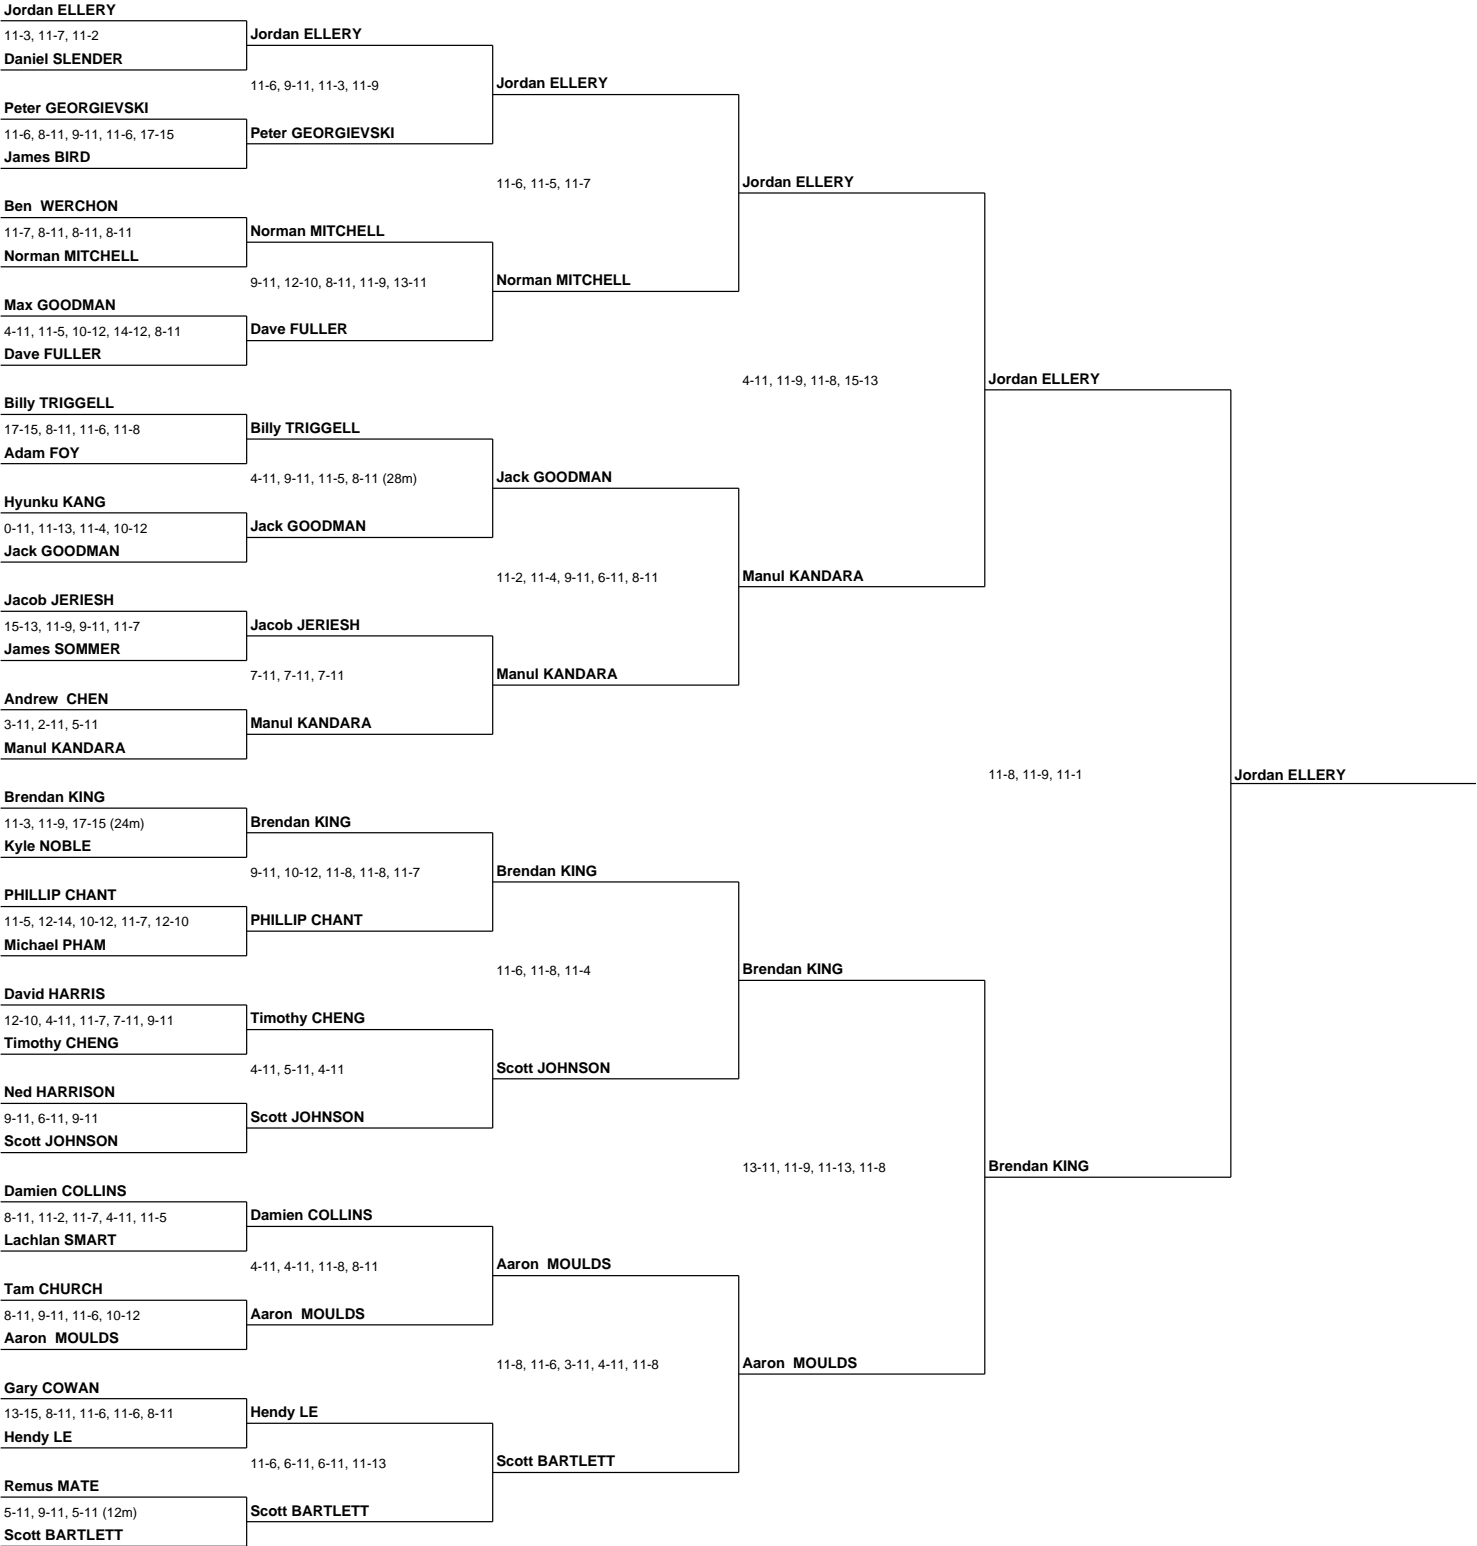 Jordan ELLERY
11-3, 11-7, 11-2
Daniel SLENDER
Peter GEORGIEVSKI
11-6, 8-11, 9-11, 11-6, 17-15
James BIRD
Ben  WERCHON
11-7, 8-11, 8-11, 8-11
Norman MITCHELL
Max GOODMAN
4-11, 11-5, 10-12, 14-12, 8-11
Dave FULLER
Billy TRIGGELL
17-15, 8-11, 11-6, 11-8
Adam FOY
Hyunku KANG
0-11, 11-13, 11-4, 10-12
Jack GOODMAN
Jacob JERIESH
15-13, 11-9, 9-11, 11-7
James SOMMER
Andrew  CHEN
3-11, 2-11, 5-11
Manul KANDARA
Brendan KING
11-3, 11-9, 17-15 (24m)
Kyle NOBLE
PHILLIP CHANT
11-5, 12-14, 10-12, 11-7, 12-10
Michael PHAM
David HARRIS
12-10, 4-11, 11-7, 7-11, 9-11
Timothy CHENG
Ned HARRISON
9-11, 6-11, 9-11
Scott JOHNSON
Damien COLLINS
8-11, 11-2, 11-7, 4-11, 11-5
Lachlan SMART
Tam CHURCH
8-11, 9-11, 11-6, 10-12
Aaron  MOULDS
Gary COWAN
13-15, 8-11, 11-6, 11-6, 8-11
Hendy LE
Remus MATE
5-11, 9-11, 5-11 (12m)
Scott BARTLETT
Jordan ELLERY
11-6, 9-11, 11-3, 11-9
Peter GEORGIEVSKI
Norman MITCHELL
9-11, 12-10, 8-11, 11-9, 13-11
Dave FULLER
Billy TRIGGELL
4-11, 9-11, 11-5, 8-11 (28m)
Jack GOODMAN
Jacob JERIESH
7-11, 7-11, 7-11
Manul KANDARA
Brendan KING
9-11, 10-12, 11-8, 11-8, 11-7
PHILLIP CHANT
Timothy CHENG
4-11, 5-11, 4-11
Scott JOHNSON
Damien COLLINS
4-11, 4-11, 11-8, 8-11
Aaron  MOULDS
Hendy LE
11-6, 6-11, 6-11, 11-13
Scott BARTLETT
Jordan ELLERY
11-6, 11-5, 11-7
Norman MITCHELL
Jack GOODMAN
11-2, 11-4, 9-11, 6-11, 8-11
Manul KANDARA
Brendan KING
11-6, 11-8, 11-4
Scott JOHNSON
Aaron  MOULDS
11-8, 11-6, 3-11, 4-11, 11-8
Scott BARTLETT
Jordan ELLERY
4-11, 11-9, 11-8, 15-13
Manul KANDARA
Brendan KING
13-11, 11-9, 11-13, 11-8
Aaron  MOULDS
Jordan ELLERY
11-8, 11-9, 11-1
Brendan KING
Jordan ELLERY